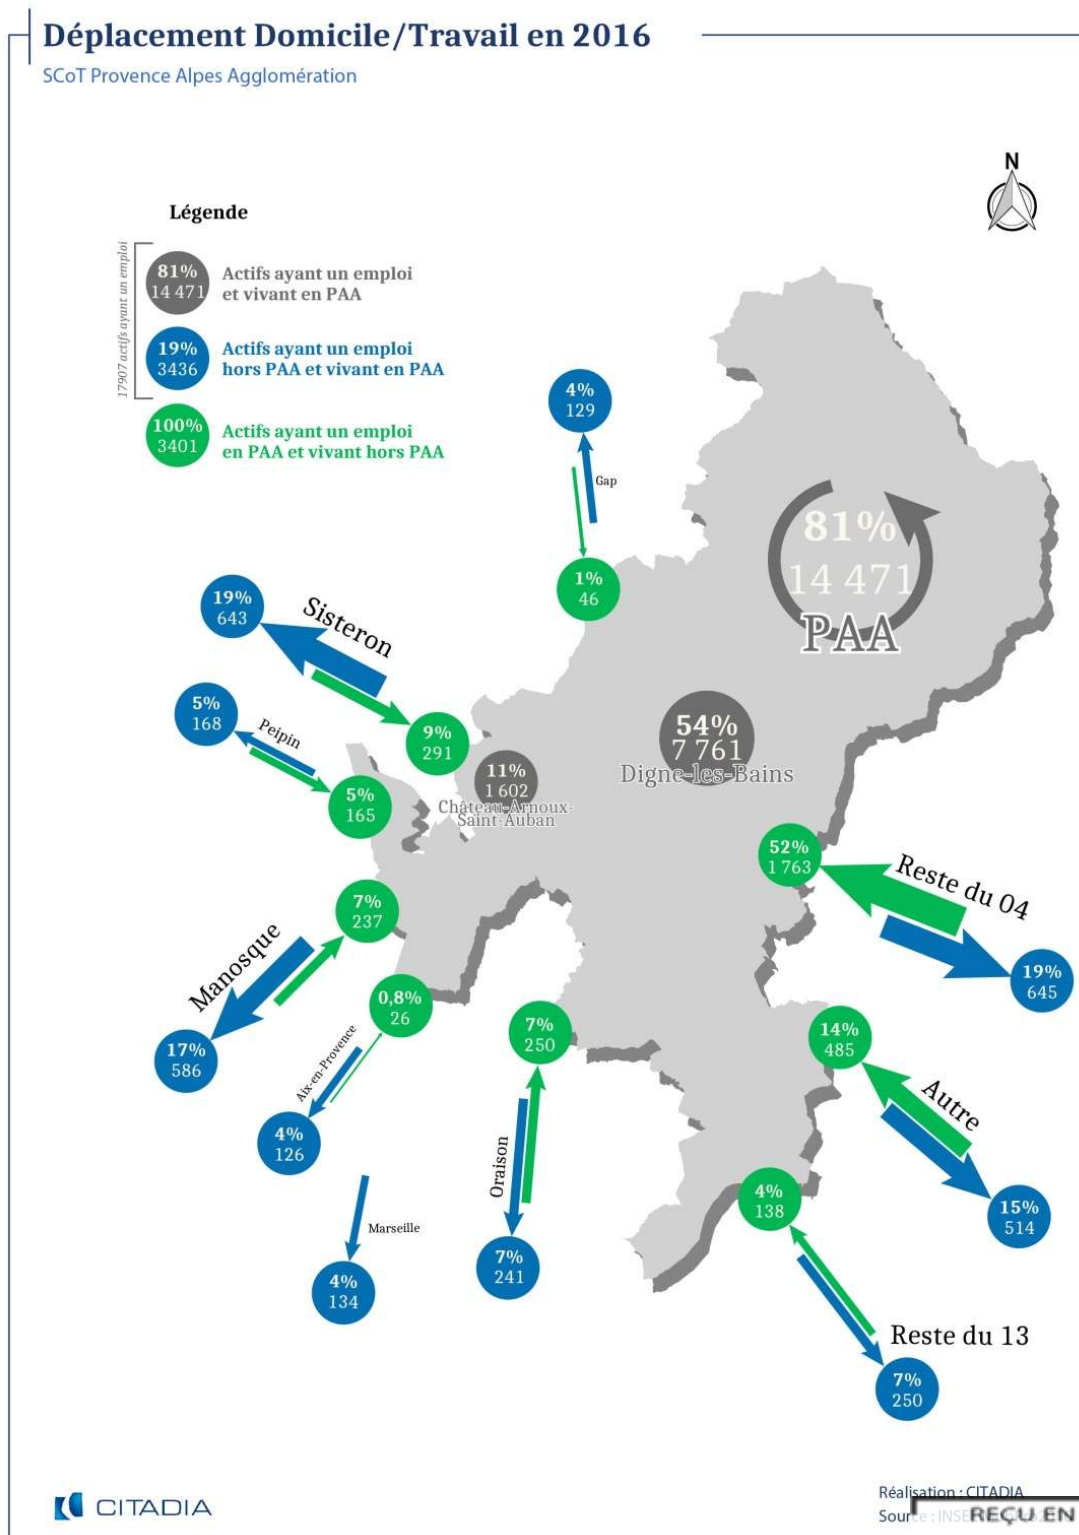 Déplacement Domicile/Travail en 2016
SCoT Provence Alpes Agglomération
N
Légende
17907 actifs ayant un emploi
81%
14 471
Actifs ayant un emploi
et vivant en PAA
19%
3436
Actifs ayant un emploi
hors PAA et vivant en PAA
100%
3401
Actifs ayant un emploi
en PAA et vivant hors PAA
4%
129
Gap
1%
46
81%
14 471
PAA
19%
643
Sisteron
9%
291
5%
168
Peipin
5%
165
11%
1 602
Château-Arnoux-
Saint-Auban
54%
7 761
Digne-les-Bains
52%
1 763
Reste du 04
19%
645
7%
237
Manosque
17%
586
0,8%
26
Aix-en-Provence
4%
126
Marseille
4%
134
7%
250
Oraison
7%
241
14%
485
Autre
15%
514
4%
138
Reste du 13
7%
250
CITADIA
Réalisation : CITADIA
Source : INSEE
REÇU EN